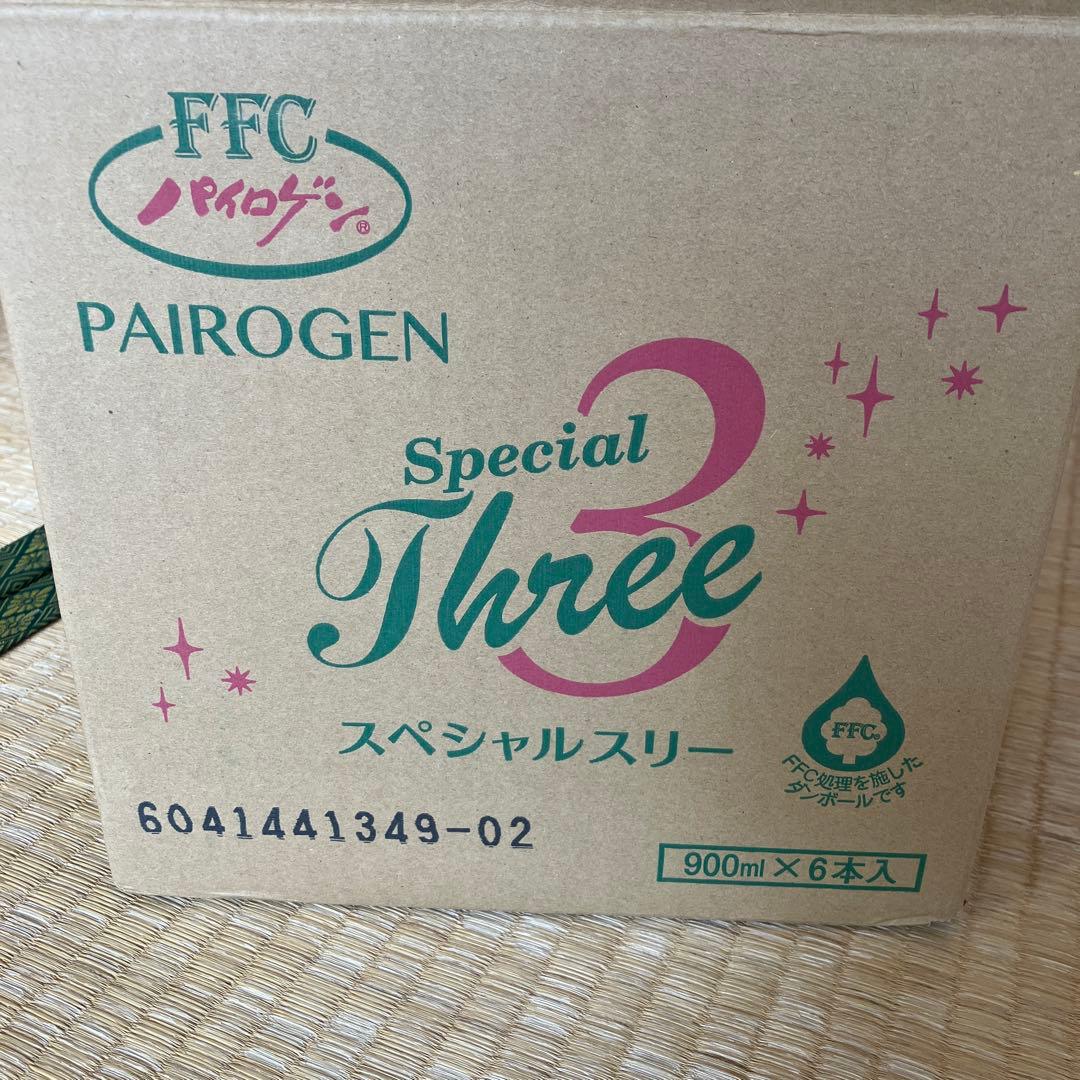 FFC
パイロゲン®
PAIROGEN
3
Special
Three
スペシャルスリー
FFC®
FFC処理を施した
ダンボールです
6041441349-02
900ml×6本入